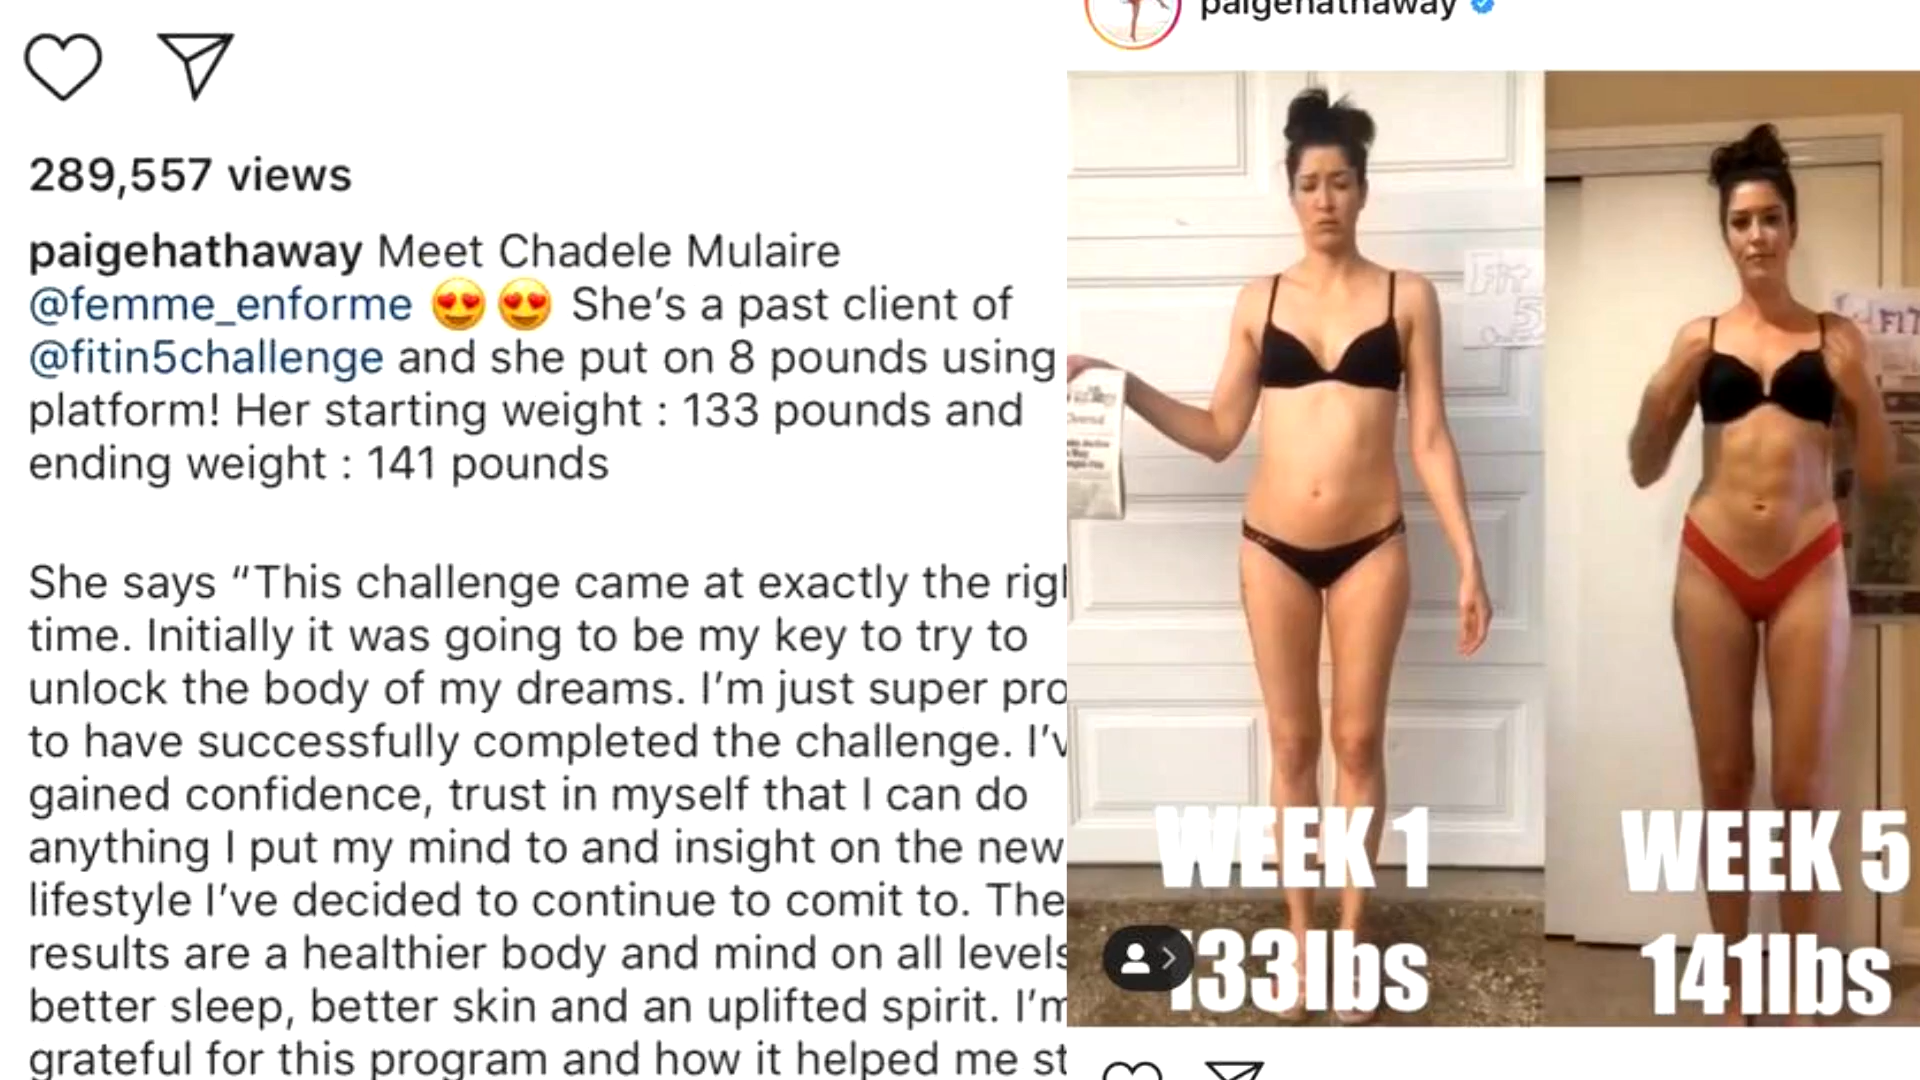 289,557 views
paigehathaway Meet Chadele Mulaire
@femme_enforme 😍😍 She's a past client of
@fitin5challenge and she put on 8 pounds using
platform! Her starting weight : 133 pounds and
ending weight : 141 pounds
She says “This challenge came at exactly the rig
time. Initially it was going to be my key to try to
unlock the body of my dreams. I'm just super pro
to have successfully completed the challenge. I'v
gained confidence, trust in myself that I can do
anything I put my mind to and insight on the new
lifestyle I've decided to continue to comit to. The
results are a healthier body and mind on all levels
better sleep, better skin and an uplifted spirit. I'm
grateful for this program and how it helped me st
paigehathaway
FIT
5
WEEK 1
133lbs
FIT
WEEK 5
141lbs